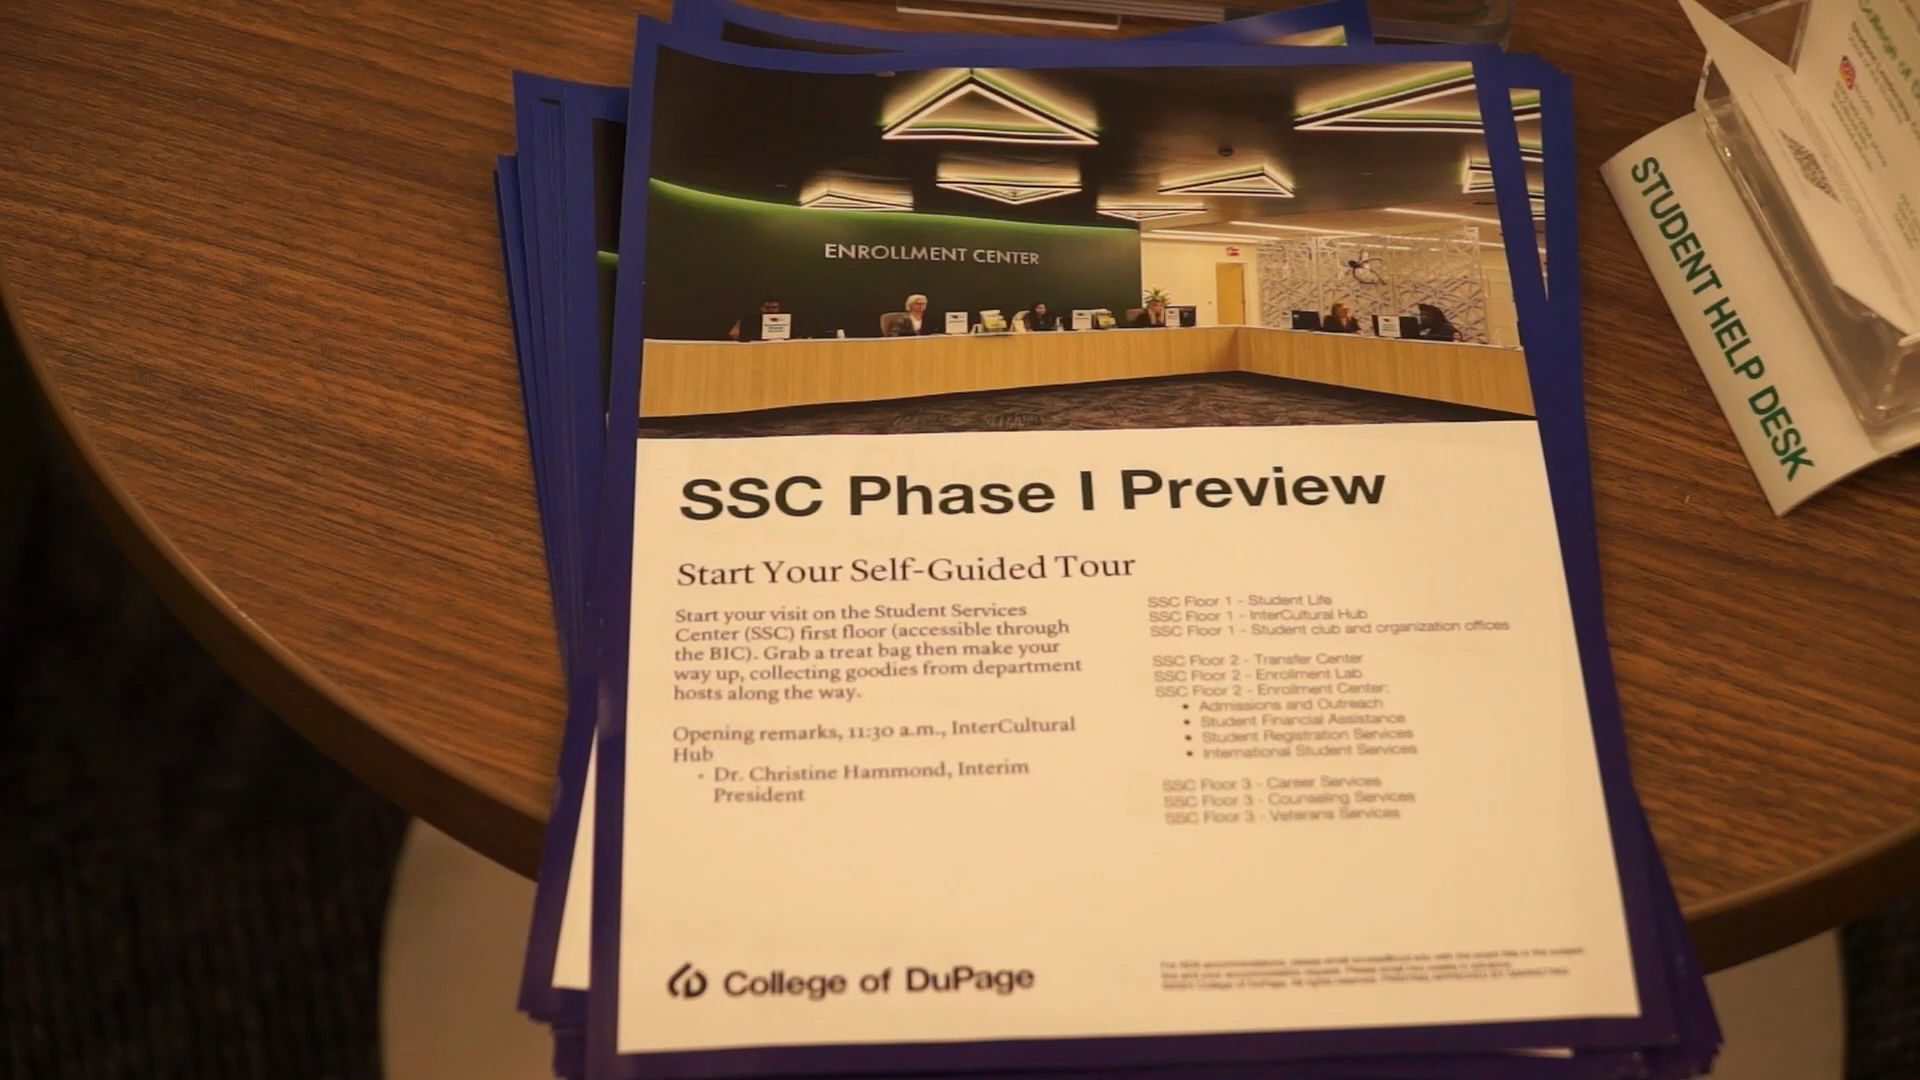 ENROLLMENT CENTER
SSC Phase I Preview
Start Your Self-Guided Tour
Start your visit on the Student Services
Center (SSC) first floor (accessible through
the BIC). Grab a treat bag then make your
way up, collecting goodies from department
hosts along the way.
Opening remarks, 11:30 a.m., InterCultural
Hub
• Dr. Christine Hammond, Interim
President
SSC Floor 1 - Student Life
SSC Floor 1 - InterCultural Hub
SSC Floor 1 - Student club and organization offices
SSC Floor 2 - Transfer Center
SSC Floor 2 - Enrollment Lab
SSC Floor 2 - Enrollment Center:
• Admissions and Outreach
• Student Financial Assistance
• Student Registration Services
• International Student Services
SSC Floor 3 - Career Services
SSC Floor 3 - Counseling Services
SSC Floor 3 - Veterans Services
College of DuPage
STUDENT HELP DESK